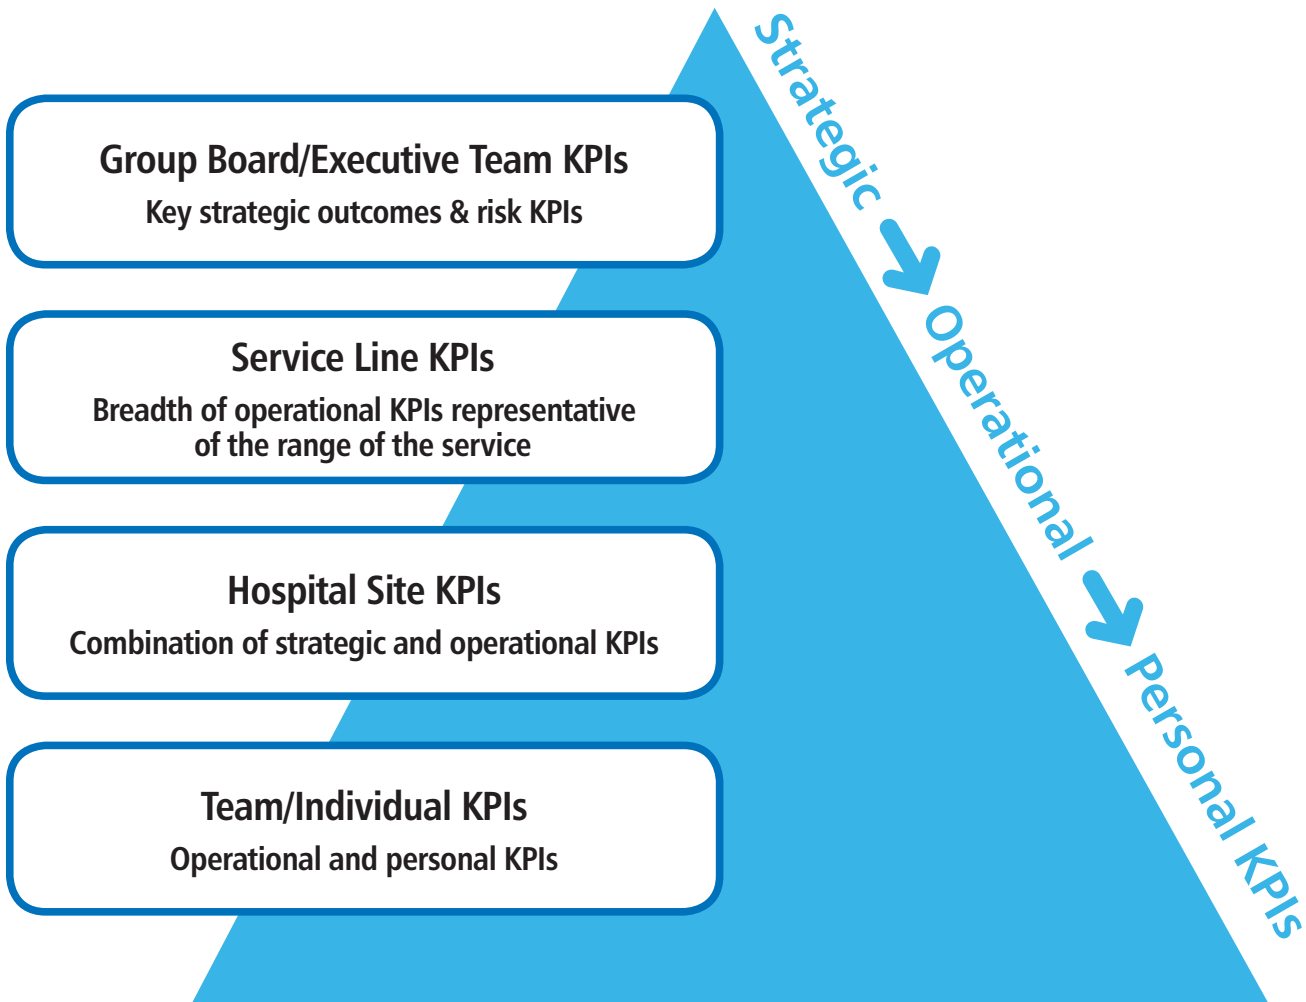 Group Board/Executive Team KPIs
Key strategic outcomes & risk KPIs
Service Line KPIs
Breadth of operational KPIs representative
of the range of the service
Hospital Site KPIs
Combination of strategic and operational KPIs
Team/Individual KPIs
Operational and personal KPIs
Strategic
Operational
Personal KPIs